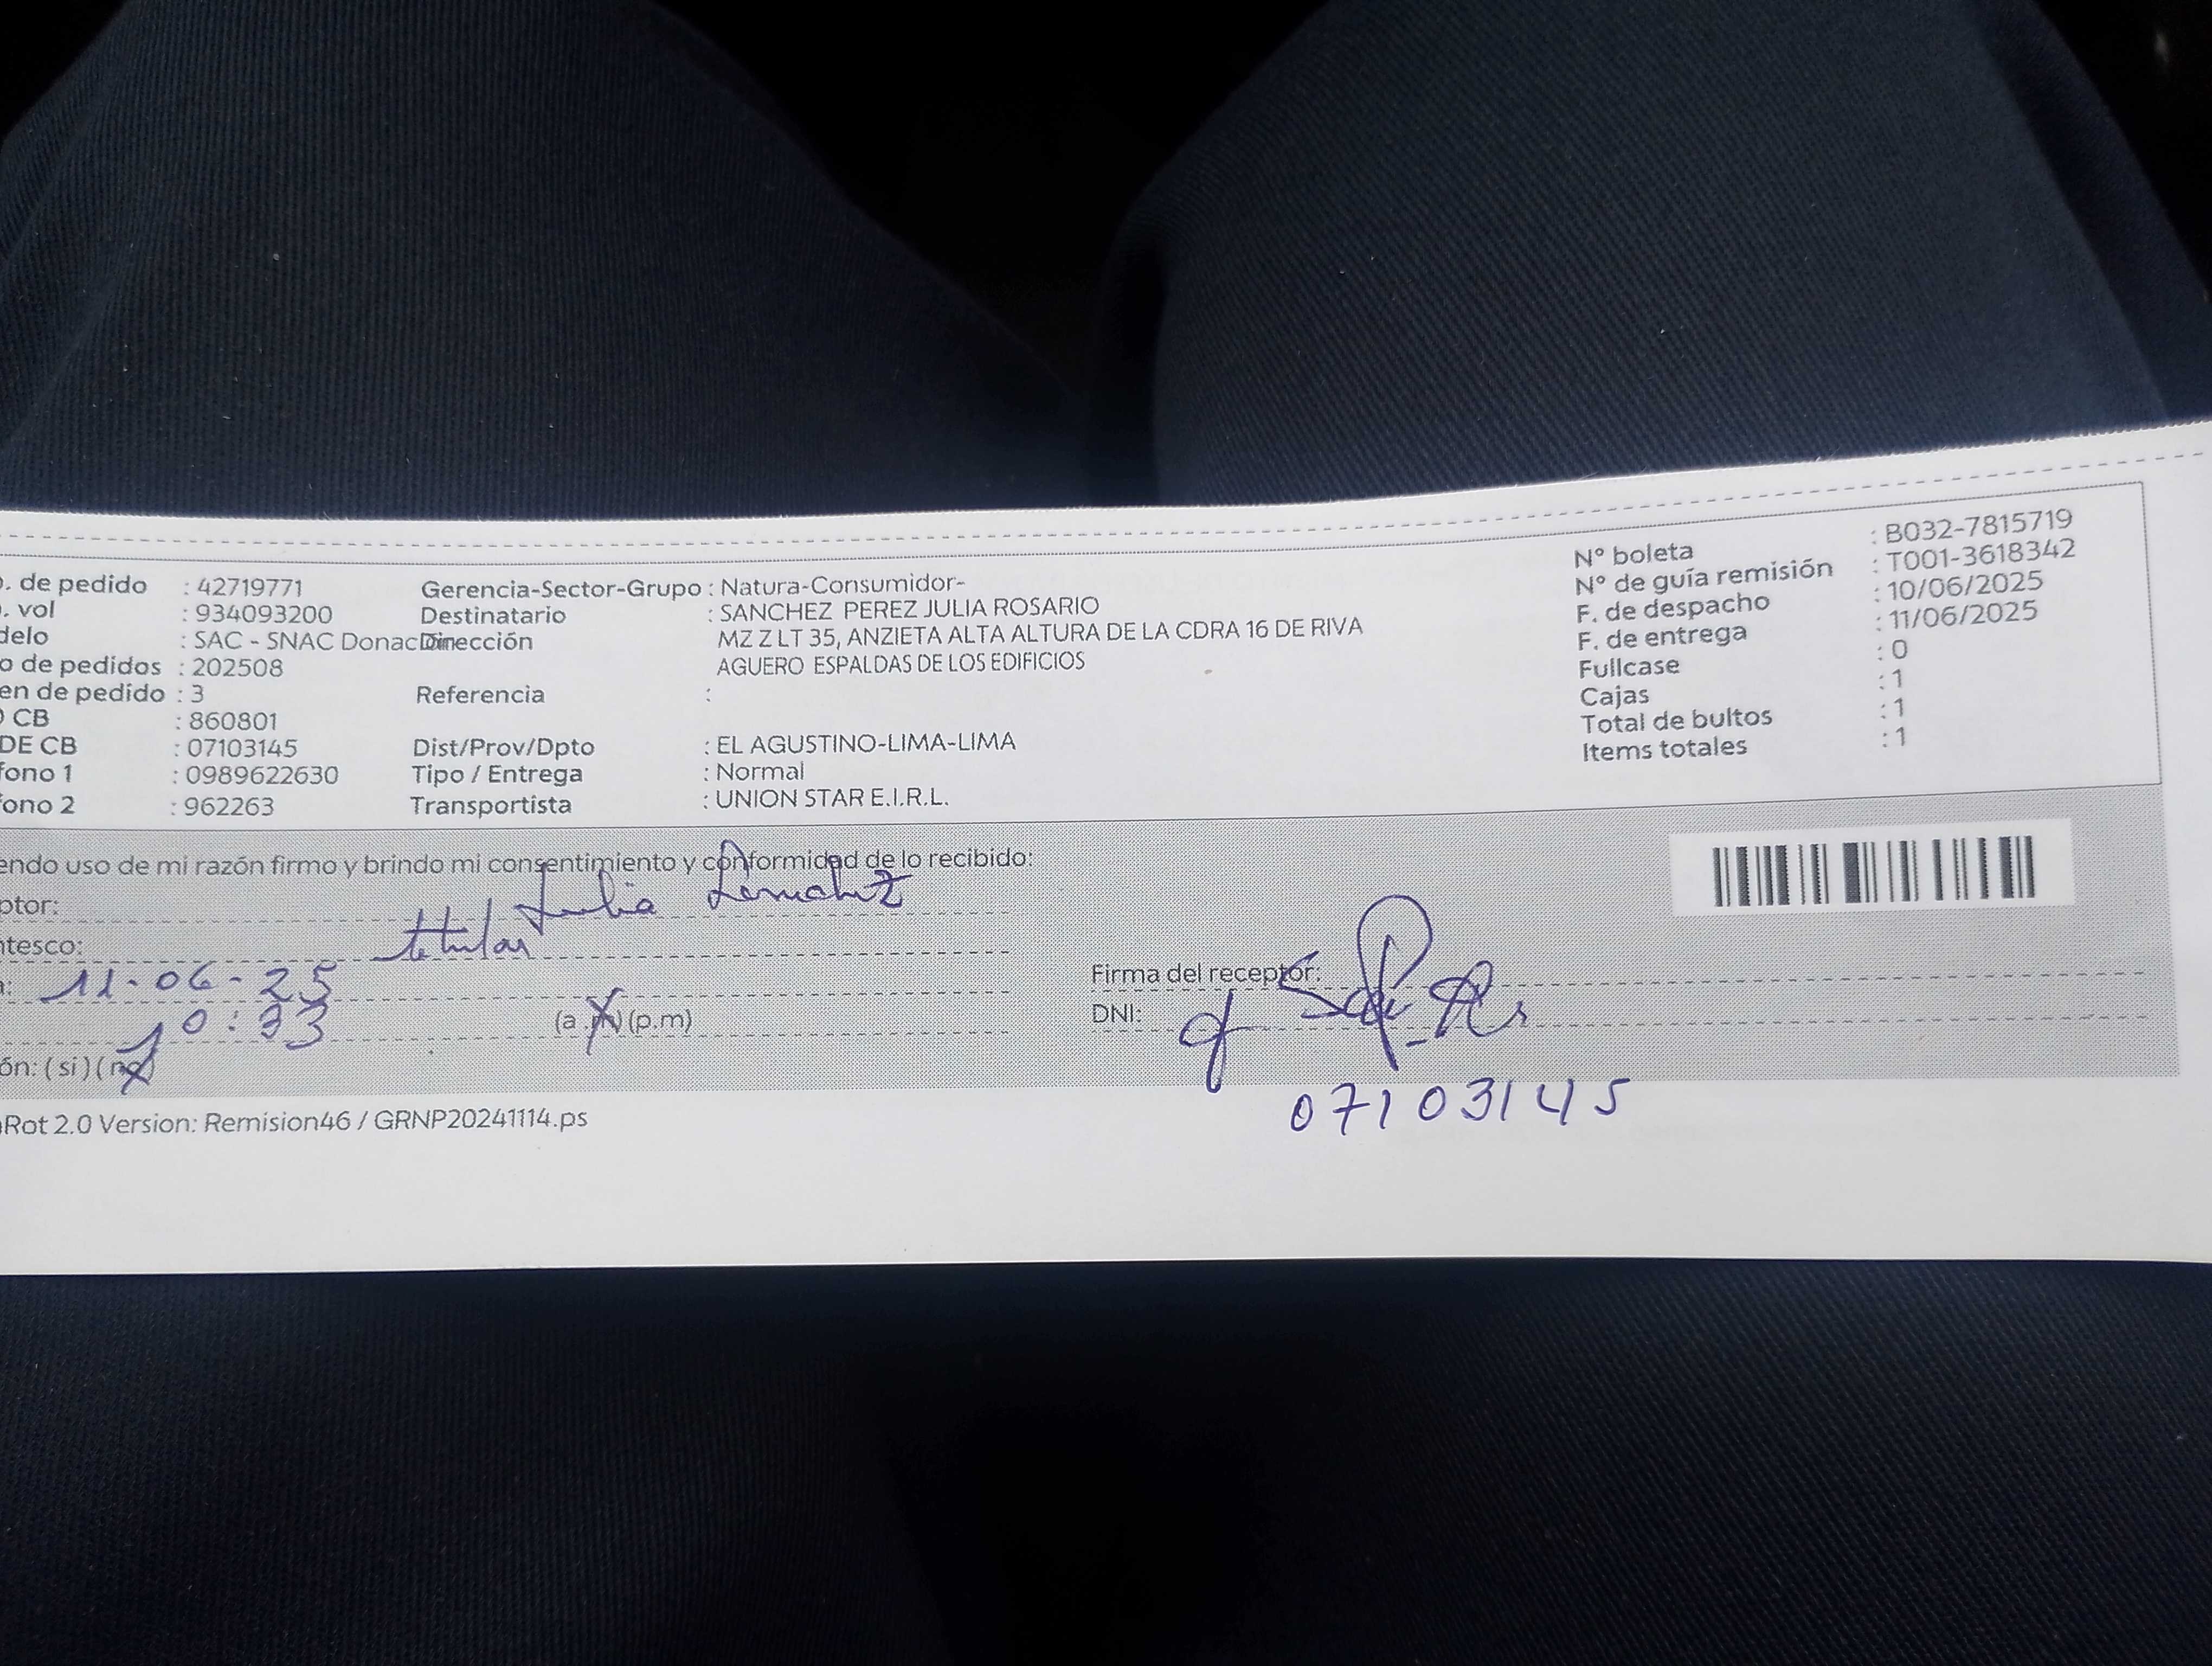 . de pedido : 42719771 Gerencia-Sector-Grupo : Natura-Consumidor- Nº boleta : B032-7815719
. vol : 934093200 Destinatario : SANCHEZ PEREZ JULIA ROSARIO Nº de guía remisión : T001-3618342
delo : SAC - SNAC Donac Dirección MZ Z LT 35, ANZIETA ALTA ALTURA DE LA CDRA 16 DE RIVA F. de despacho : 10/06/2025
o de pedidos : 202508 AGUERO ESPALDAS DE LOS EDIFICIOS F. de entrega : 11/06/2025
en de pedido : 3 Referencia : Fullcase : 0
CB : 860801 Cajas : 1
DE CB : 07103145 Dist/Prov/Dpto : EL AGUSTINO-LIMA-LIMA Total de bultos : 1
fono 1 : 0989622630 Tipo / Entrega : Normal Items totales : 1
ono 2 : 962263 Transportista : UNION STAR E.I.R.L.
endo uso de mi razón firmo y brindo mi consentimiento y conformidad de lo recibido:
ptor: Julia
ntesco: titular
: 11-06-25 Firma del receptor:
10:33 (a.m) (p.m) DNI:
ón: (si) (no)
07103145
Rot 2.0 Version: Remision46 / GRNP20241114.ps